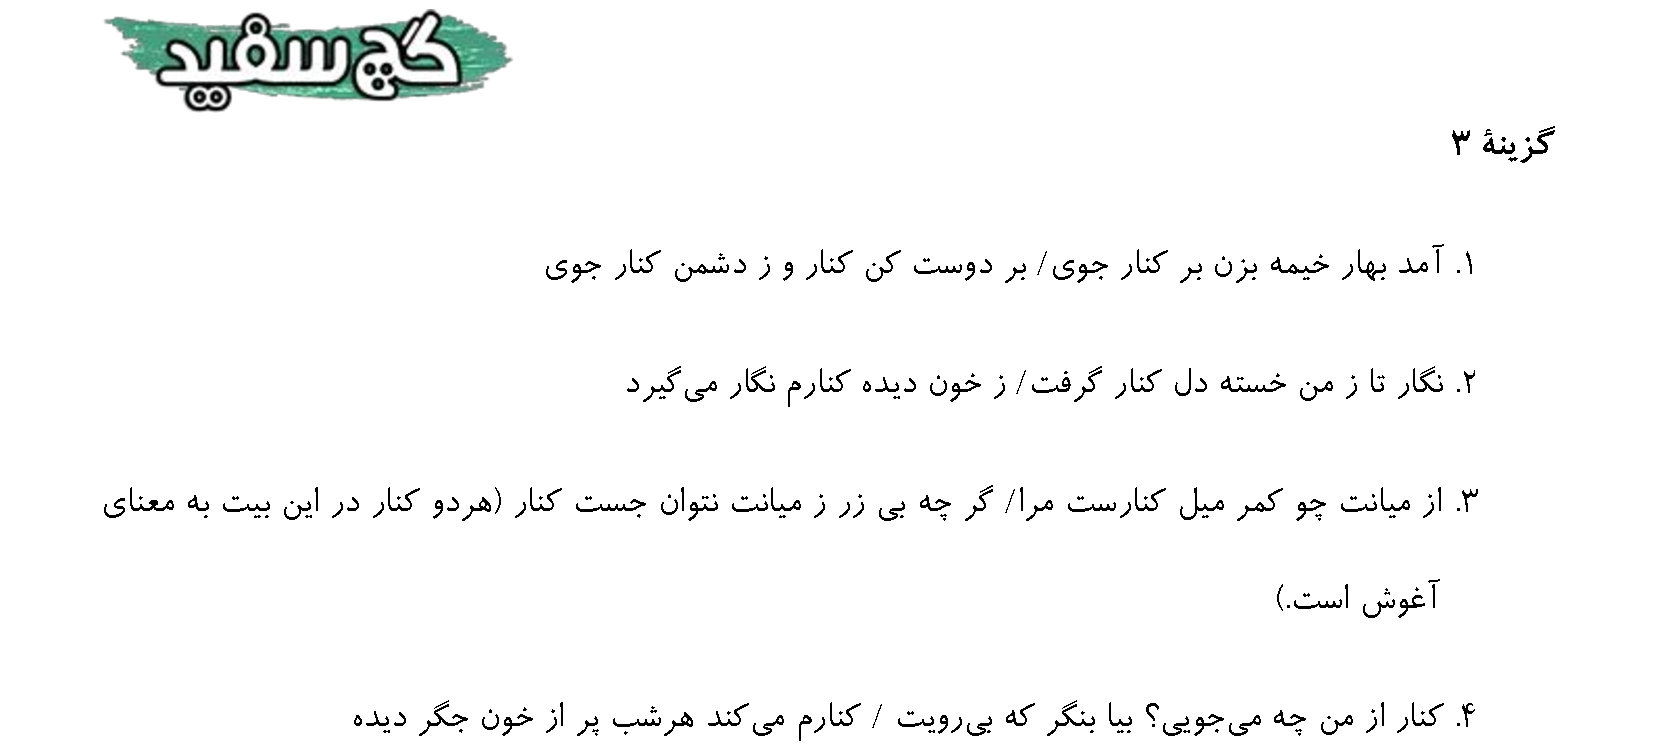 گچ سفید
گزینهٔ ۳
۱. آمد بهار خیمه بزن بر کنار جوی/ بر دوست کن کنار و ز دشمن کنار جوی
۲. نگار تا ز من خسته دل کنار گرفت/ ز خون دیده کنارم نگار می‌گیرد
۳. از میانت چو کمر میل کنارست مرا/ گر چه بی زر ز میانت نتوان جست کنار (هردو کنار در این بیت به معنای
آغوش است.)
۴. کنار از من چه می‌جویی؟ بیا بنگر که بی‌رویت / کنارم می‌کند هرشب پر از خون جگر دیده